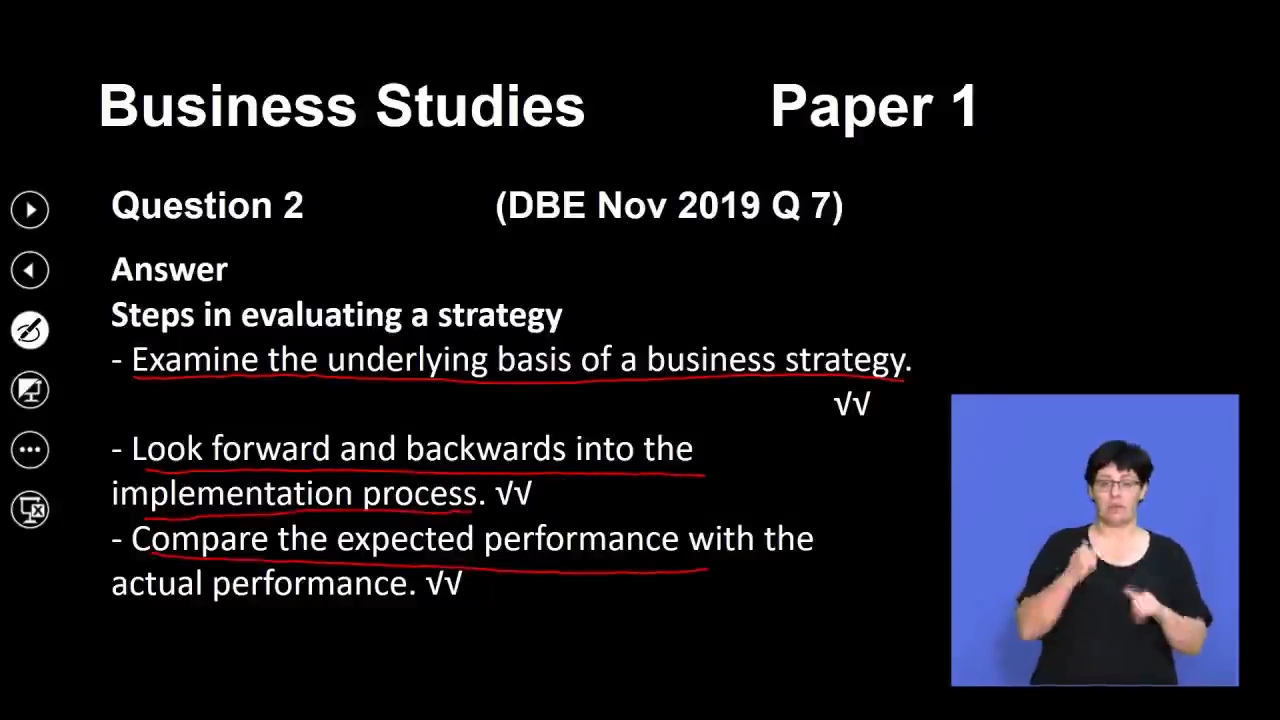 Business Studies Paper 1
Question 2 (DBE Nov 2019 Q 7)
Answer
Steps in evaluating a strategy
- Examine the underlying basis of a business strategy.
√√
- Look forward and backwards into the
implementation process. √√
- Compare the expected performance with the
actual performance. √√